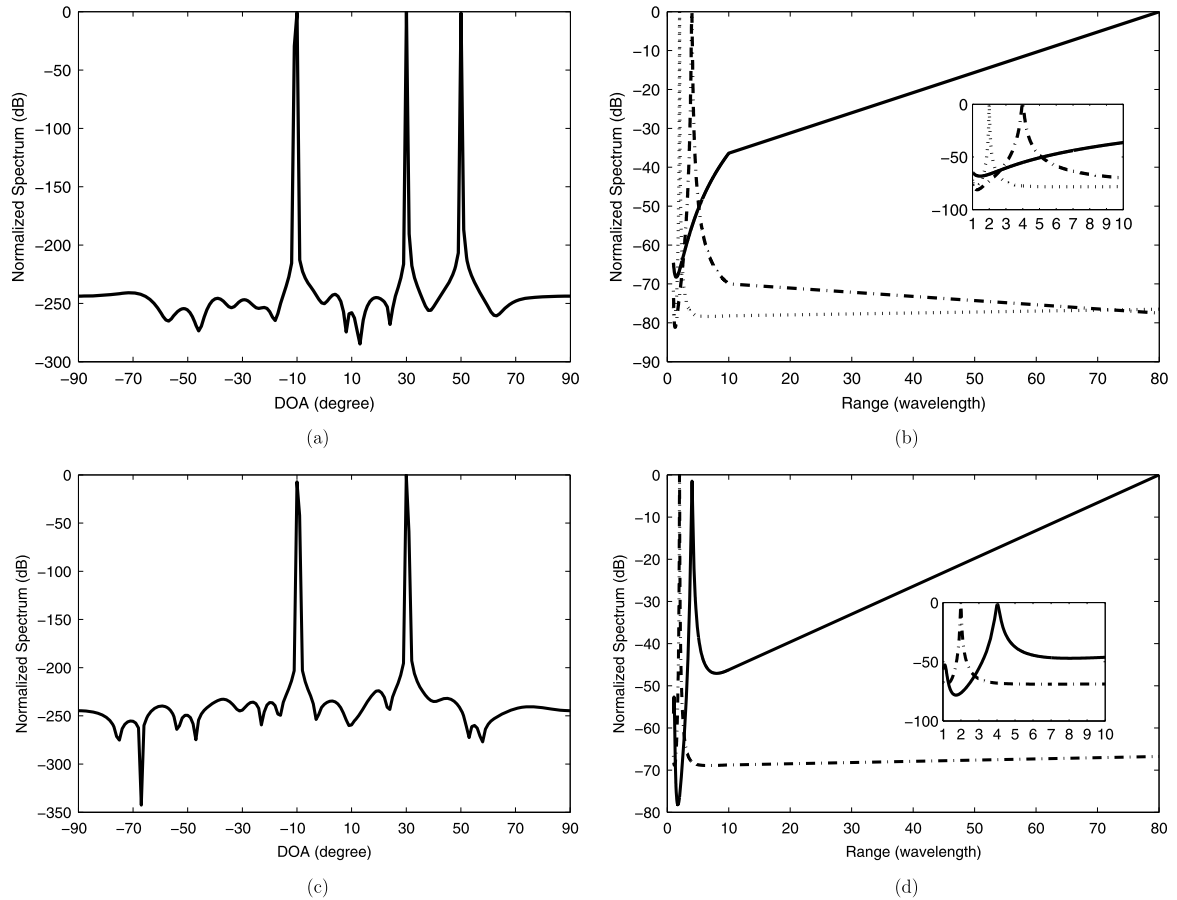 0
−50
−100
−150
−200
−250
−300
Normalized Spectrum (dB)
−90 −70 −50 −30 −10 10 30 50 70 90
DOA (degree)
(a)
0
−10
−20
−30
−40
−50
−60
−70
−80
−90
Normalized Spectrum (dB)
0 10 20 30 40 50 60 70 80
Range (wavelength)
0
−50
−100
1 2 3 4 5 6 7 8 9 10
(b)
0
−50
−100
−150
−200
−250
−300
−350
Normalized Spectrum (dB)
−90 −70 −50 −30 −10 10 30 50 70 90
DOA (degree)
(c)
0
−10
−20
−30
−40
−50
−60
−70
−80
Normalized Spectrum (dB)
0 10 20 30 40 50 60 70 80
Range (wavelength)
0
−50
−100
1 2 3 4 5 6 7 8 9 10
(d)